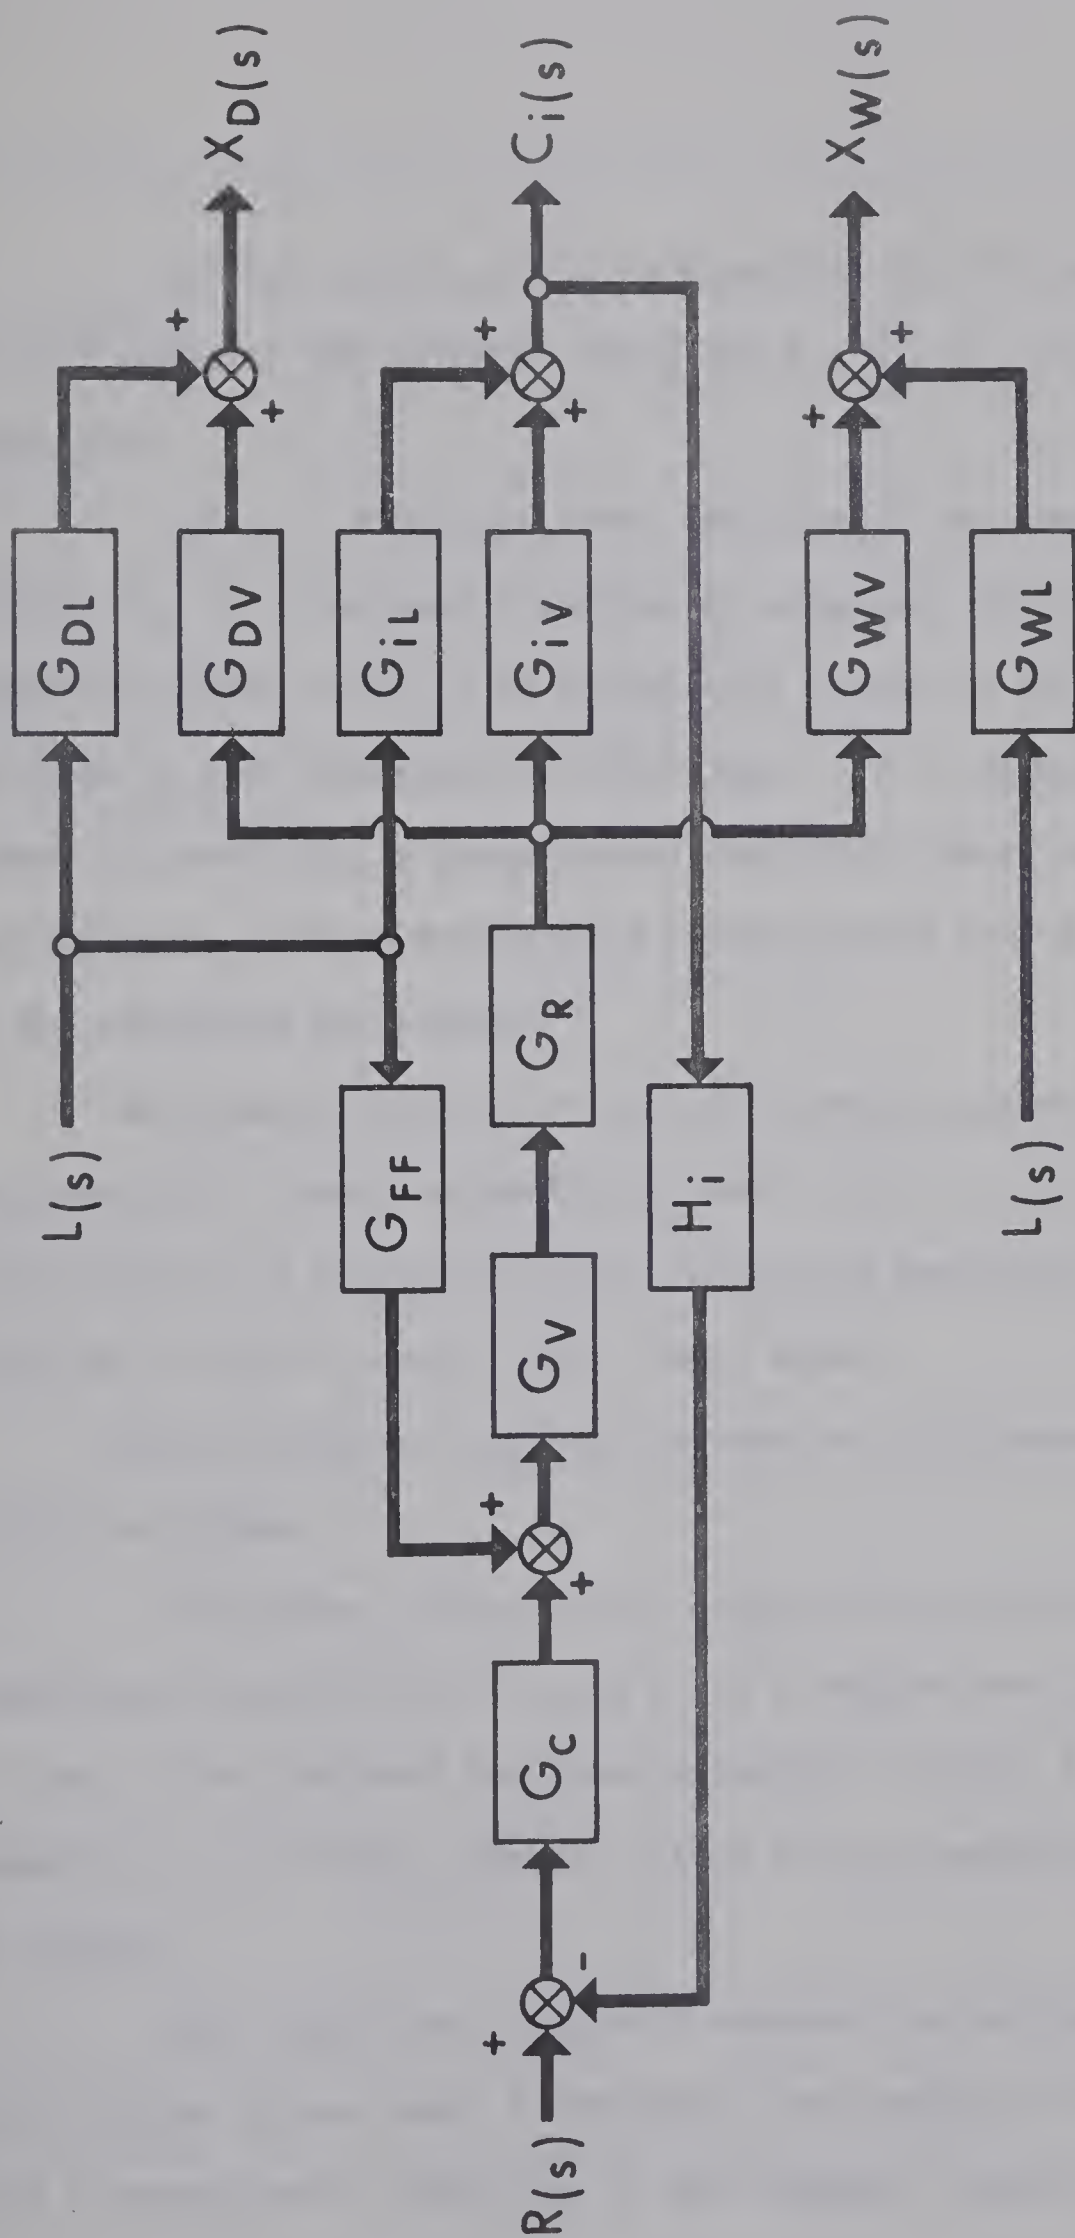 L(s)
G_DL
X_D(s)
G_DV
G_FF
G_iL
R(s)
G_C
G_V
G_R
G_iV
C_i(s)
H_i
G_WV
X_W(s)
L(s)
G_WL
+
+
+
+
+
+
+
+
+
-